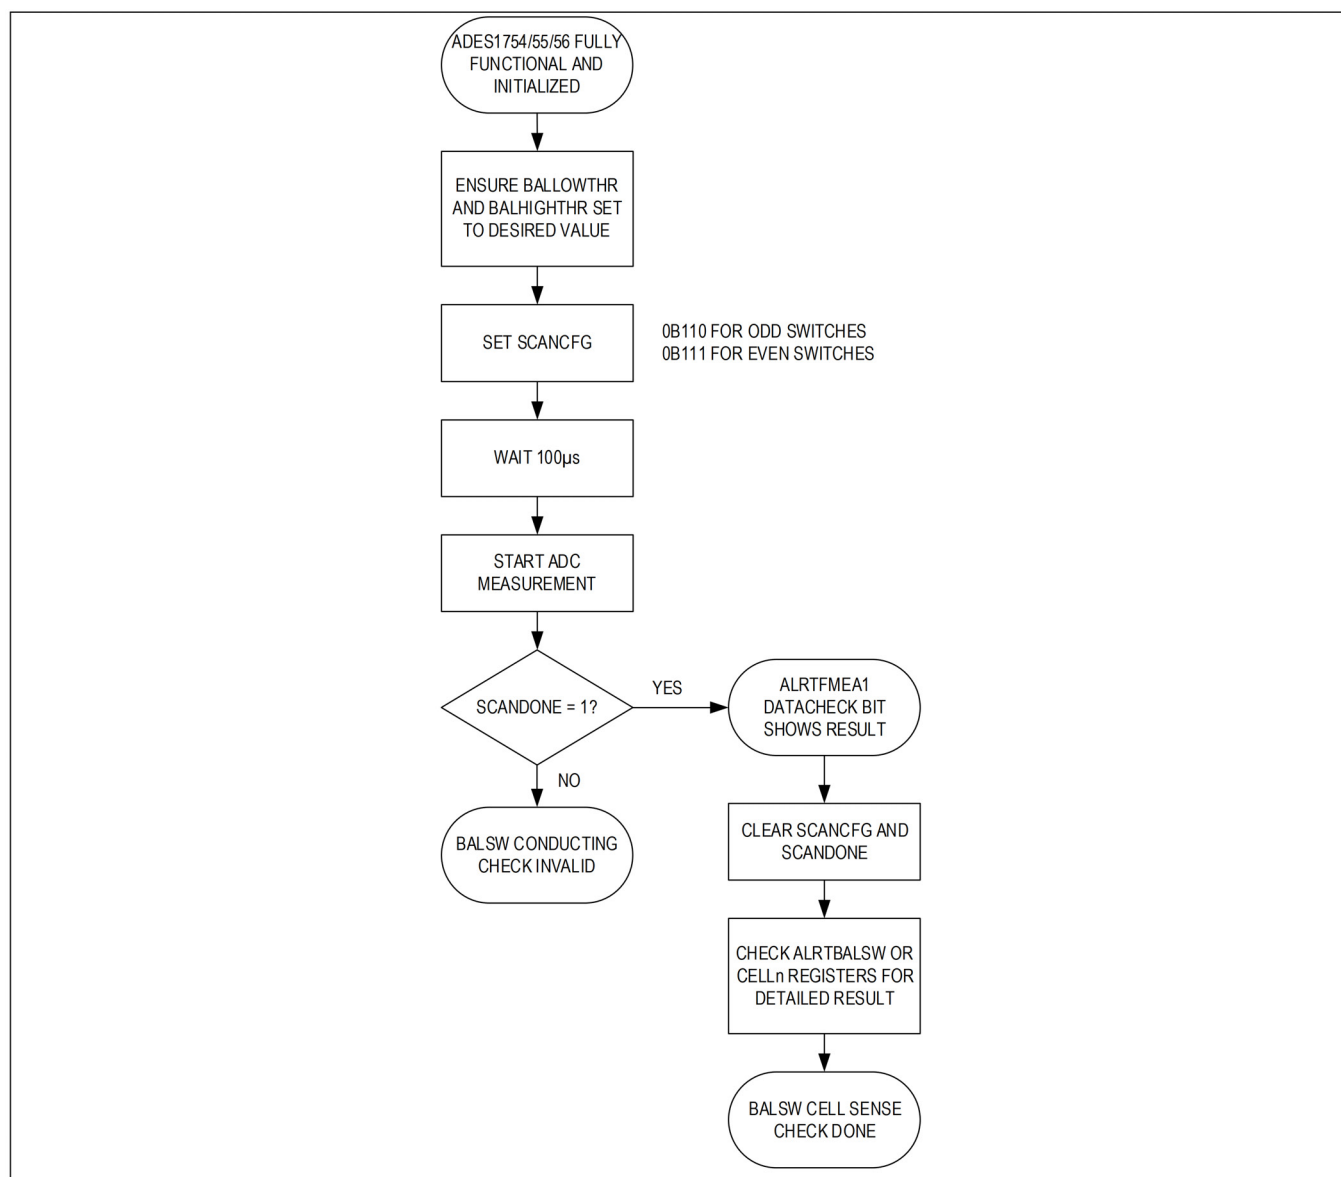 ADES1754/55/56 FULLY
FUNCTIONAL AND
INITIALIZED
ENSURE BALLOWTHR
AND BALHIGHTHR SET
TO DESIRED VALUE
SET SCANCFG
0B110 FOR ODD SWITCHES
0B111 FOR EVEN SWITCHES
WAIT 100µs
START ADC
MEASUREMENT
SCANDONE = 1?
YES
ALRTFMEA1
DATACHECK BIT
SHOWS RESULT
NO
BALSW CONDUCTING
CHECK INVALID
CLEAR SCANCFG AND
SCANDONE
CHECK ALRTBALSW OR
CELLn REGISTERS FOR
DETAILED RESULT
BALSW CELL SENSE
CHECK DONE